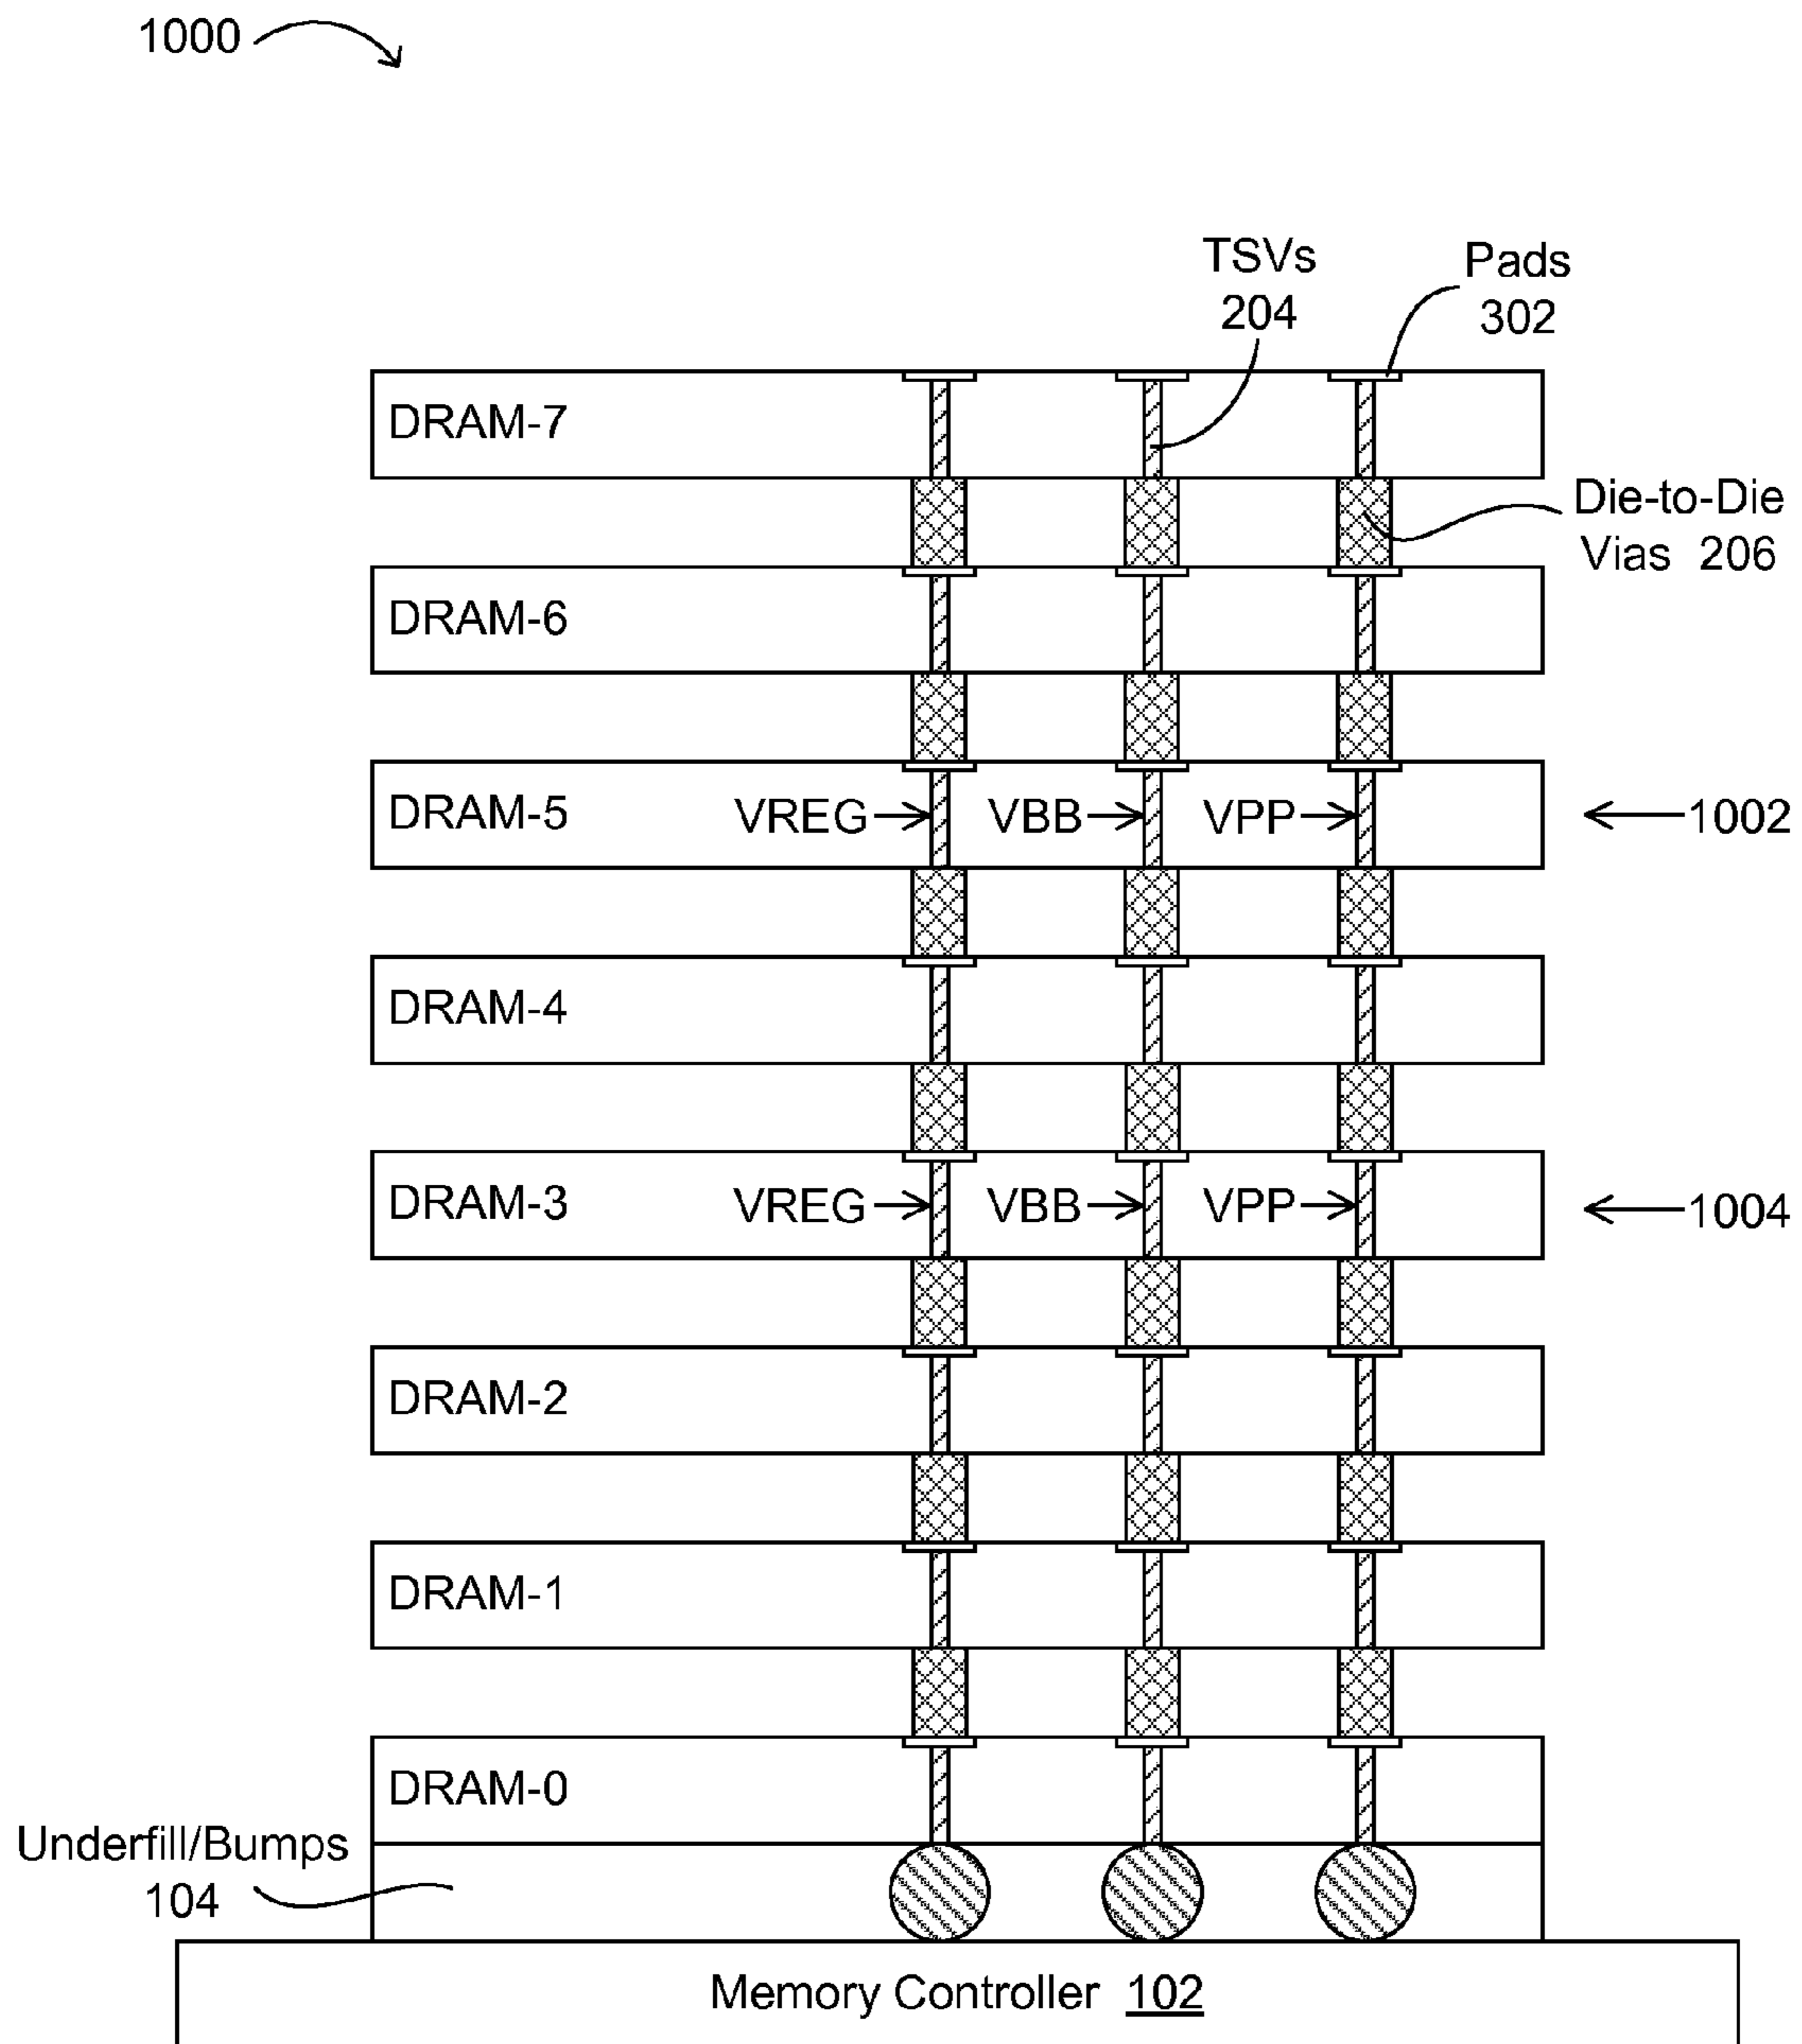 1000
TSVs
204
Pads
302
DRAM-7
Die-to-Die
Vias 206
DRAM-6
DRAM-5 VREG VBB VPP 1002
DRAM-4
DRAM-3 VREG VBB VPP 1004
DRAM-2
DRAM-1
DRAM-0
Underfill/Bumps
104
Memory Controller 102